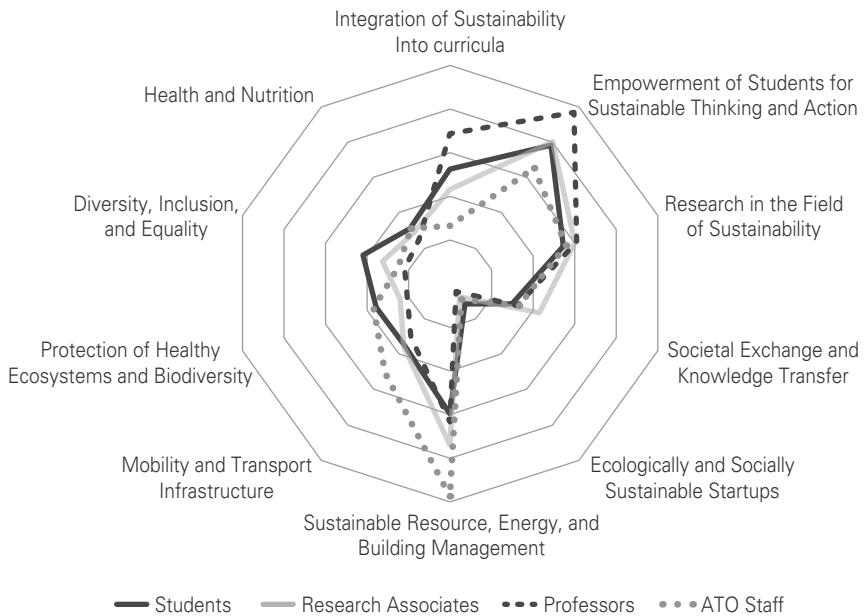 Integration of Sustainability
Into curricula
Empowerment of Students for
Sustainable Thinking and Action
Research in the Field
of Sustainability
Societal Exchange and
Knowledge Transfer
Ecologically and Socially
Sustainable Startups
Sustainable Resource, Energy, and
Building Management
Mobility and Transport
Infrastructure
Protection of Healthy
Ecosystems and Biodiversity
Diversity, Inclusion,
and Equality
Health and Nutrition
Students Research Associates Professors ATO Staff